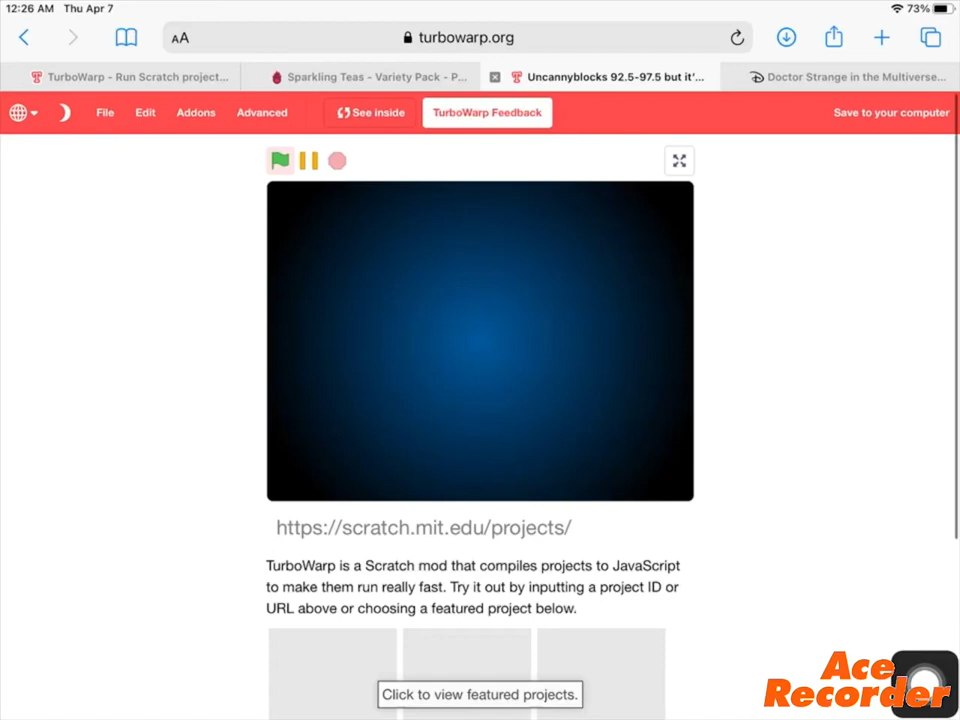 12:26 AM Thu Apr 7
73%
AA
turbowarp.org
TurboWarp - Run Scratch project...
Sparkling Teas - Variety Pack - P...
Uncannyblocks 92.5-97.5 but it'...
Doctor Strange in the Multiverse...
File
Edit
Addons
Advanced
See inside
TurboWarp Feedback
Save to your computer
https://scratch.mit.edu/projects/
TurboWarp is a Scratch mod that compiles projects to JavaScript
to make them run really fast. Try it out by inputting a project ID or
URL above or choosing a featured project below.
Click to view featured projects.
Ace
Recorder